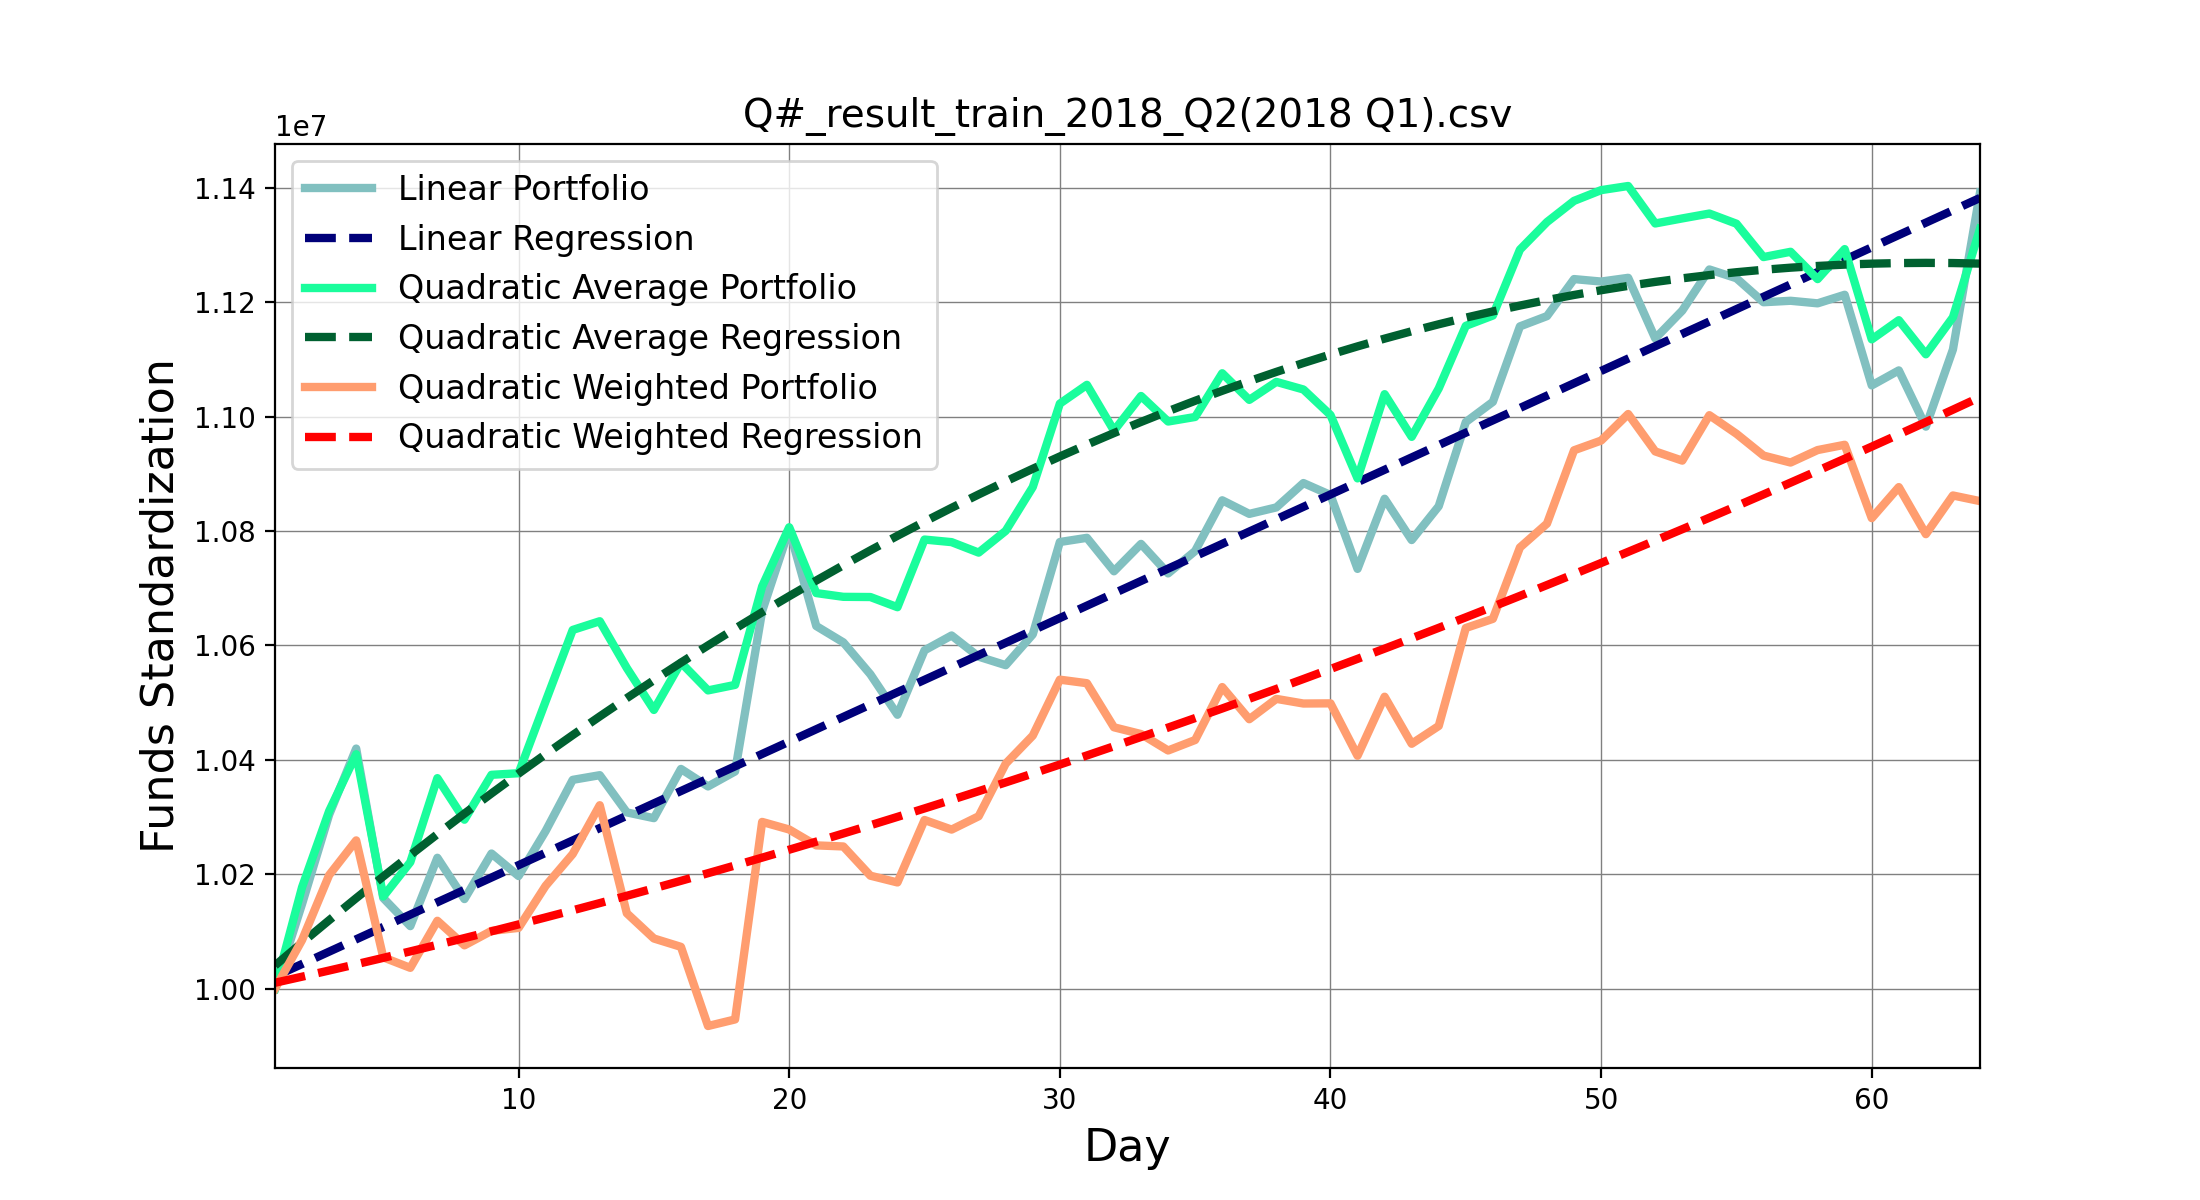 Q#_result_train_2018_Q2(2018 Q1).csv
1e7
Linear Portfolio
Linear Regression
Quadratic Average Portfolio
Quadratic Average Regression
Quadratic Weighted Portfolio
Quadratic Weighted Regression
Funds Standardization
1.14
1.12
1.10
1.08
1.06
1.04
1.02
1.00
10 20 30 40 50 60
Day